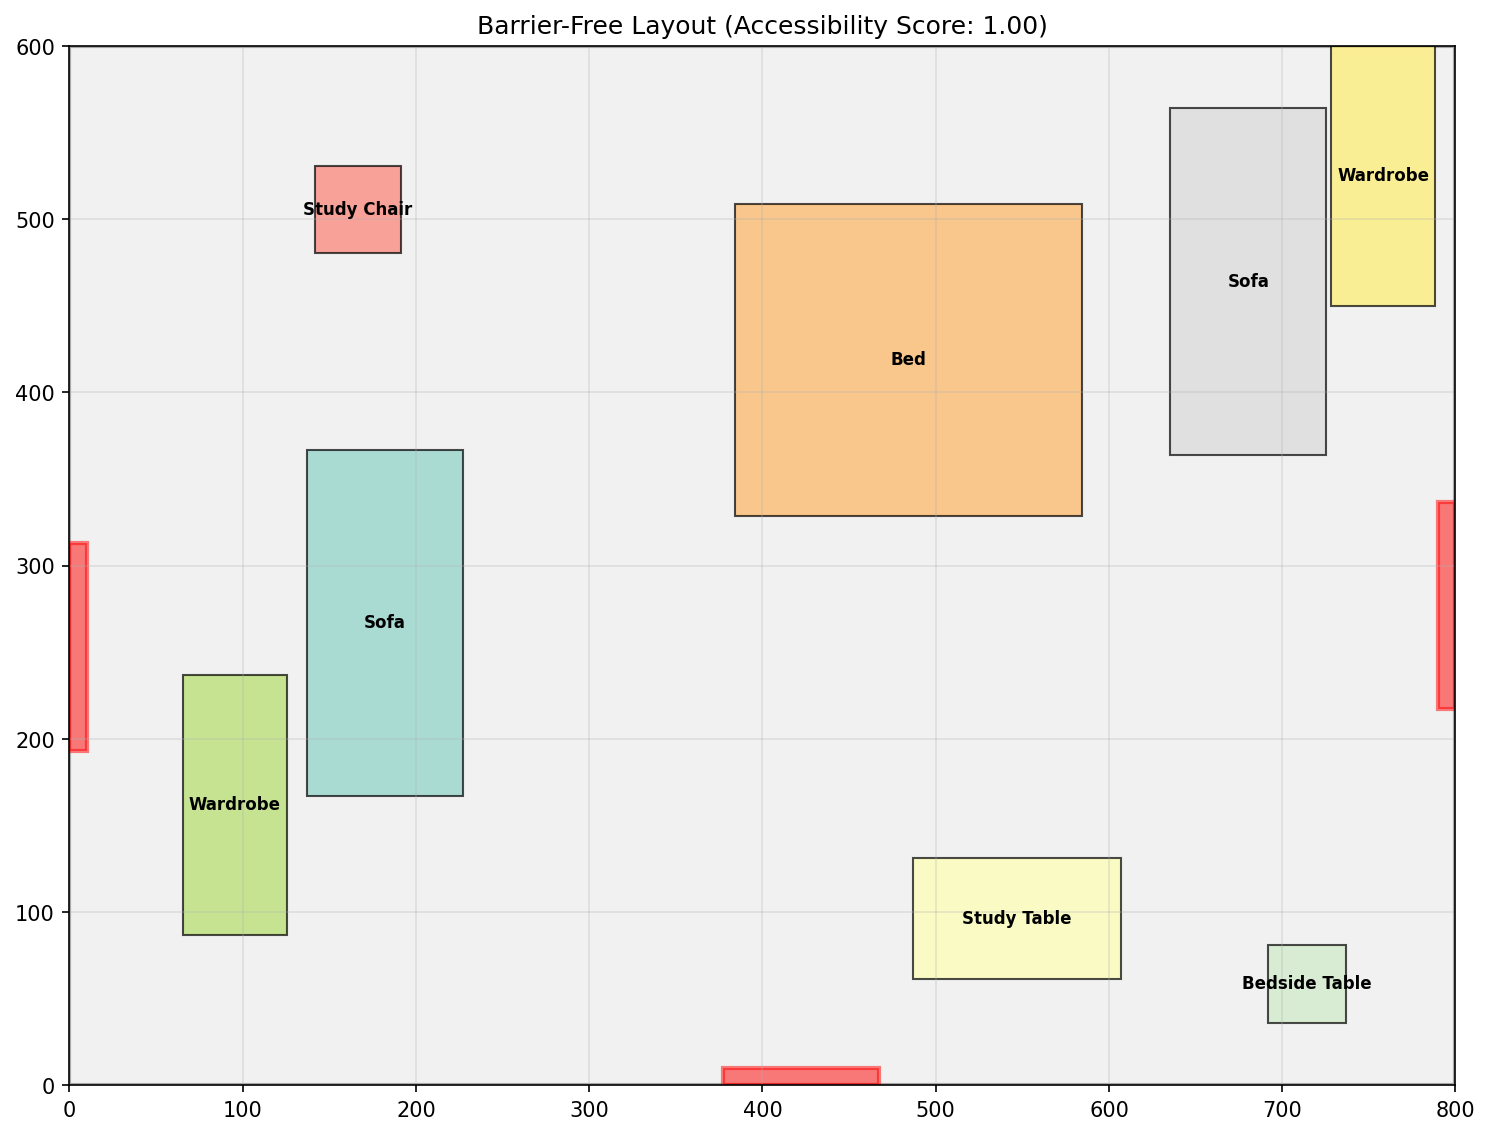 Barrier-Free Layout (Accessibility Score: 1.00)
600
500
400
300
200
100
0
Wardrobe
Study Chair
Sofa
Bed
Sofa
Wardrobe
Study Table
Bedside Table
0 100 200 300 400 500 600 700 800